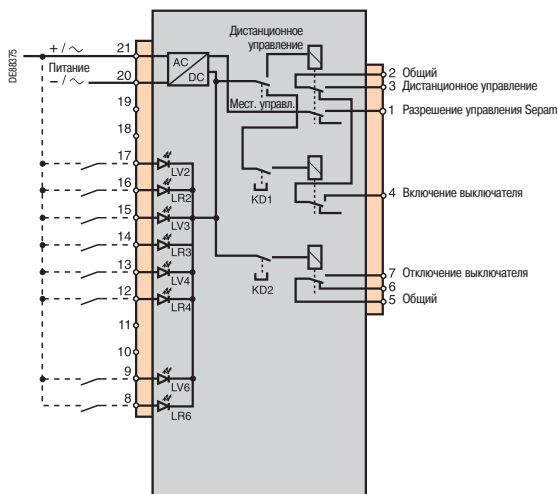 DE88375
+ / ~
Питание
− / ~
21
20
19
18
17
16
15
14
13
12
11
10
9
8
AC
DC
Дистанционное
управление
Мест. управл.
LV2
LR2
LV3
LR3
LV4
LR4
LV6
LR6
KD1
KD2
2 Общий
3 Дистанционное управление
1 Разрешение управления Sepam
4 Включение выключателя
7 Отключение выключателя
6
5 Общий